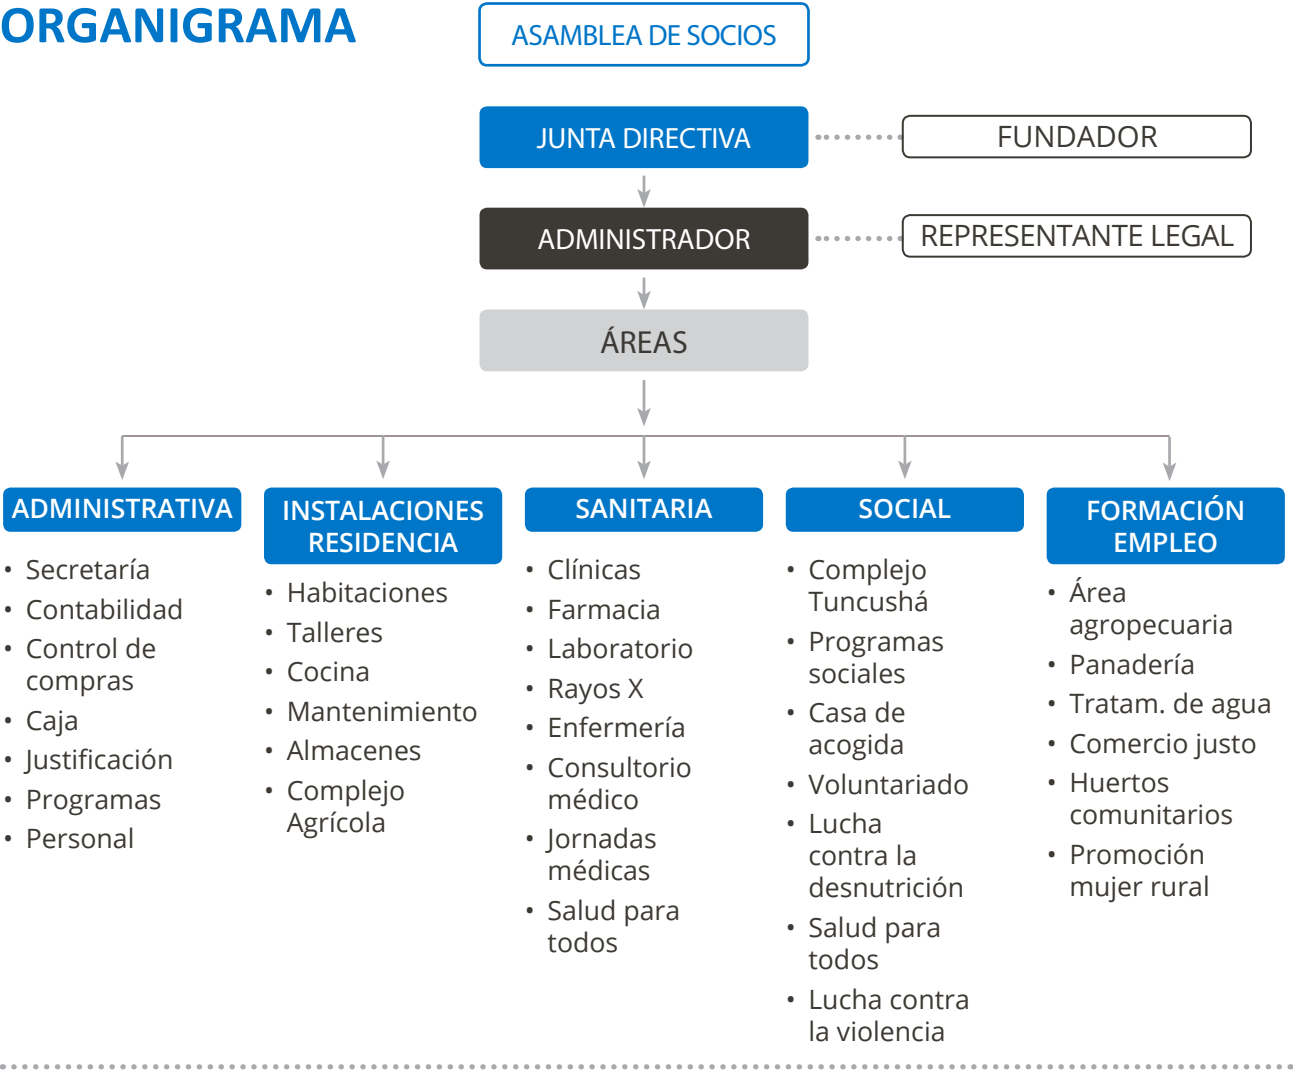 ORGANIGRAMA
ASAMBLEA DE SOCIOS
JUNTA DIRECTIVA
FUNDADOR
ADMINISTRADOR
REPRESENTANTE LEGAL
ÁREAS
ADMINISTRATIVA
• Secretaría
• Contabilidad
• Control de
compras
• Caja
• Justificación
• Programas
• Personal
INSTALACIONES
RESIDENCIA
• Habitaciones
• Talleres
• Cocina
• Mantenimiento
• Almacenes
• Complejo
Agrícola
SANITARIA
• Clínicas
• Farmacia
• Laboratorio
• Rayos X
• Enfermería
• Consultorio
médico
• Jornadas
médicas
• Salud para
todos
SOCIAL
• Complejo
Tuncushá
• Programas
sociales
• Casa de
acogida
• Voluntariado
• Lucha
contra la
desnutrición
• Salud para
todos
• Lucha contra
la violencia
FORMACIÓN
EMPLEO
• Área
agropecuaria
• Panadería
• Tratam. de agua
• Comercio justo
• Huertos
comunitarios
• Promoción
mujer rural